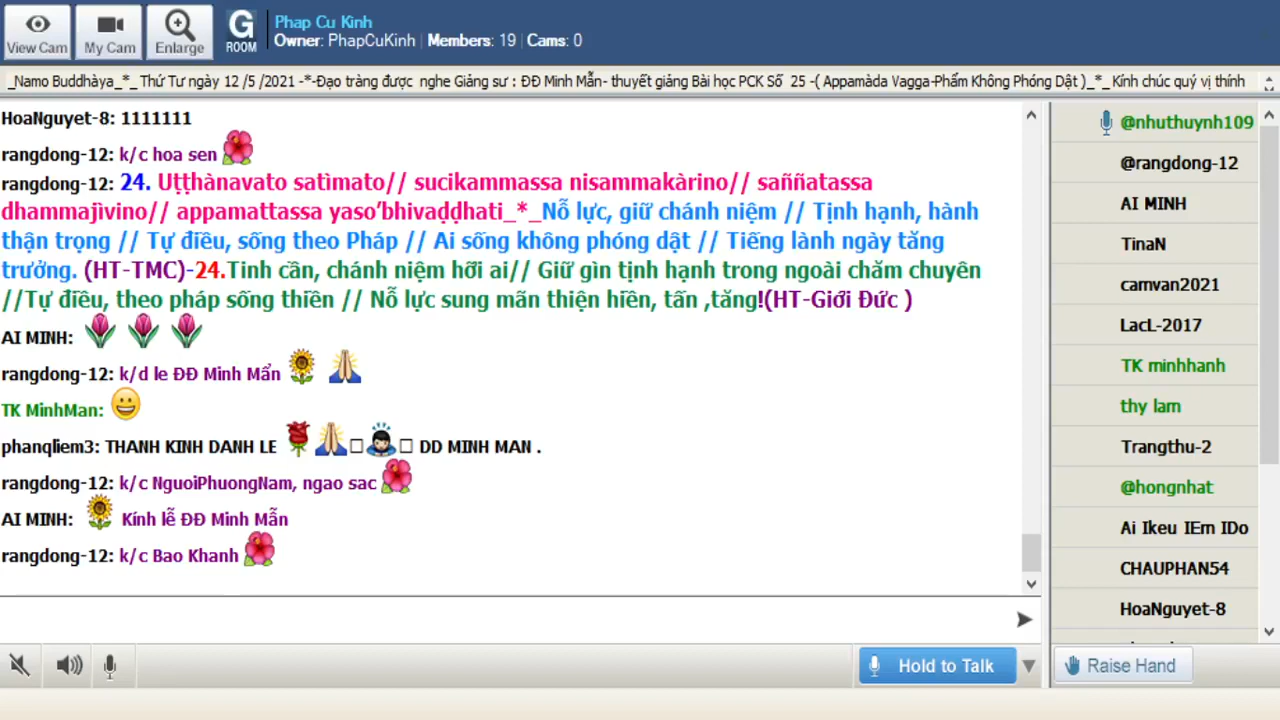 View Cam
My Cam
Enlarge
G
ROOM
Phap Cu Kinh
Owner: PhapCuKinh | Members: 19 | Cams: 0
_Namo Buddhàya_*_ Thứ Tư ngày 12 /5 /2021 -*-Đạo tràng được nghe Giảng sư : ĐĐ Minh Mẫn- thuyết giảng Bài học PCK Số 25 -( Appamàda Vagga-Phẩm Không Phóng Dật )_*_ Kính chúc quý vị thính
HoaNguyet-8: 1111111
rangdong-12: k/c hoa sen
rangdong-12: 24. Uṭṭhànavato satìmato// sucikammassa nisammakàrino// saññatassa
dhammajìvino// appamattassa yaso’bhivaḍḍhati_*_Nỗ lực, giữ chánh niệm // Tịnh hạnh, hành
thận trọng // Tự điều, sống theo Pháp // Ai sống không phóng dật // Tiếng lành ngày tăng
trưởng. (HT-TMC)-24.Tinh cần, chánh niệm hỡi ai// Giữ gìn tịnh hạnh trong ngoài chăm chuyên
//Tự điều, theo pháp sống thiền // Nỗ lực sung mãn thiện hiền, tấn ,tăng!(HT-Giới Đức )
AI MINH:
rangdong-12: k/d le ĐĐ Minh Mẩn
TK MinhMan:
phanqliem3: THANH KINH DANH LE DD MINH MAN .
rangdong-12: k/c NguoiPhuongNam, ngao sac
AI MINH: Kính lễ ĐĐ Minh Mẫn
rangdong-12: k/c Bao Khanh
@nhuthuynh109
@rangdong-12
AI MINH
TinaN
camvan2021
LacL-2017
TK minhhanh
thy lam
Trangthu-2
@hongnhat
Ai Ikeu IEm IDo
CHAUPHAN54
HoaNguyet-8
Hold to Talk
Raise Hand